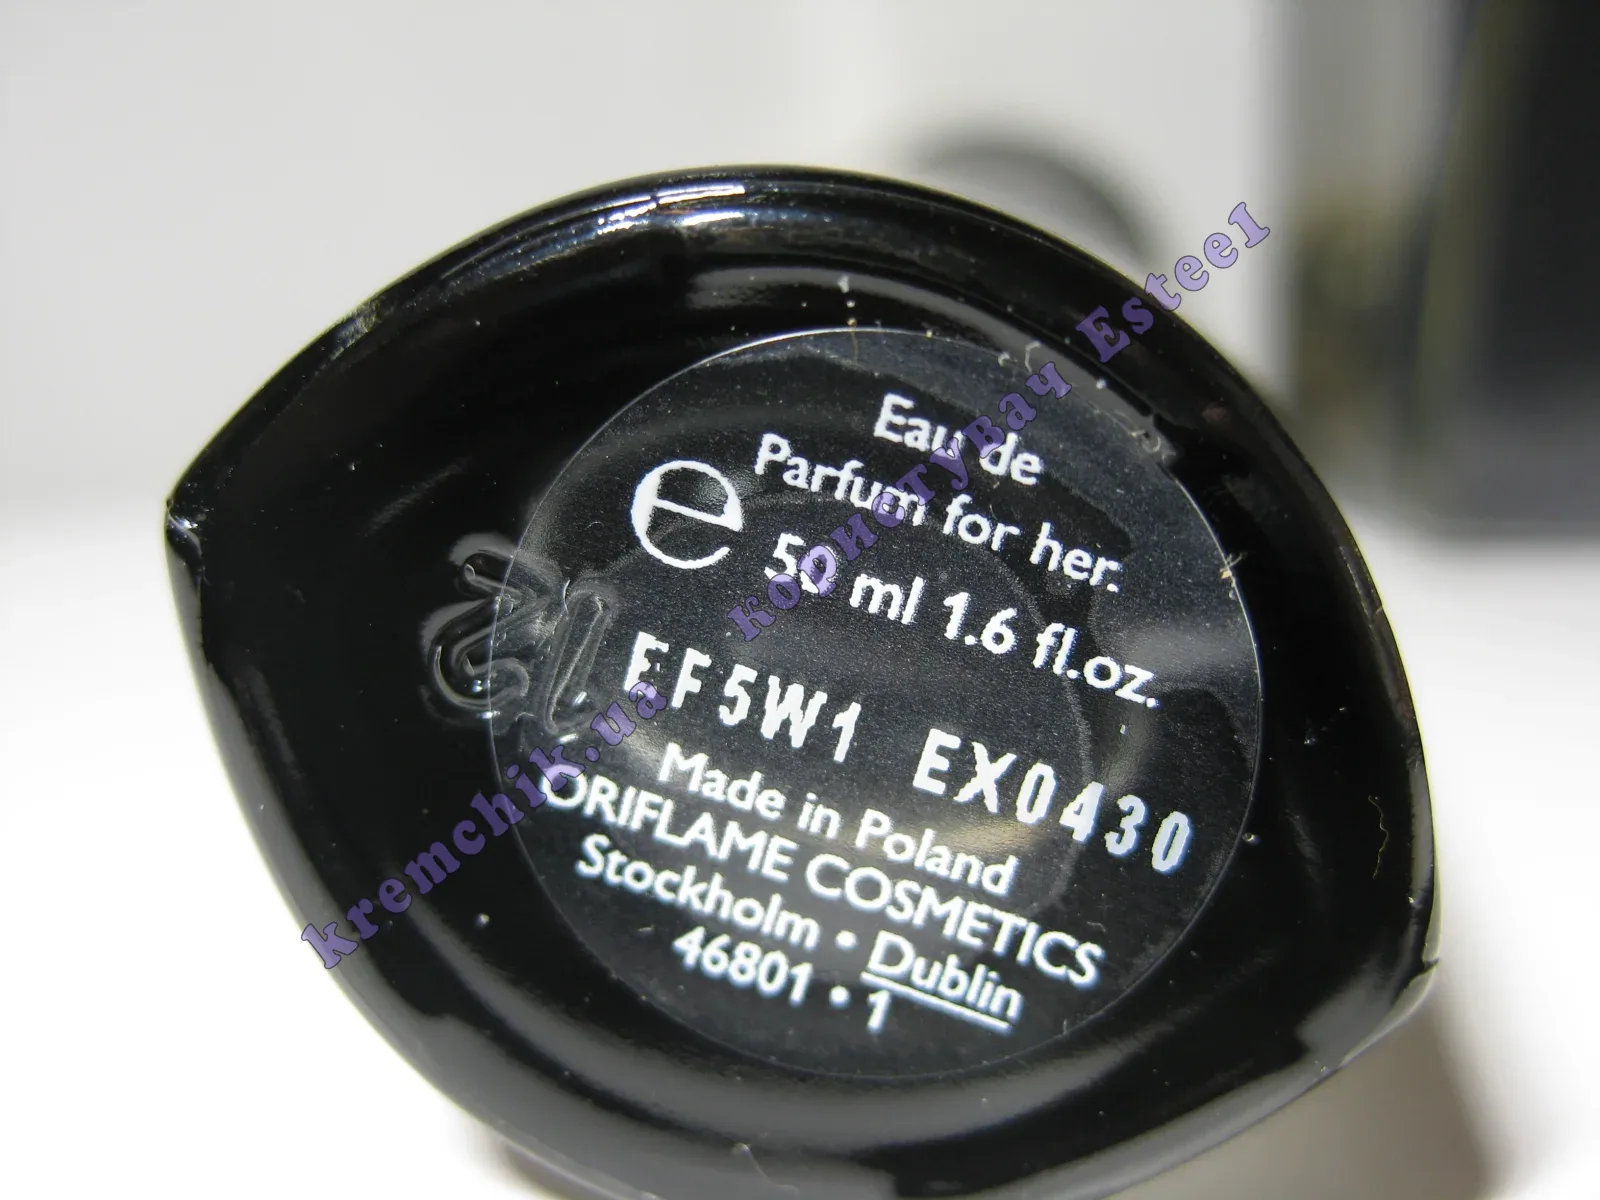 Eau de
Parfum for her.
e 50 ml 1.6 fl.oz.
EF5W1 EX0430
Made in Poland
ORIFLAME COSMETICS
Stockholm • Dublin
46801 • 1
kremchik.ua користувач Esteel